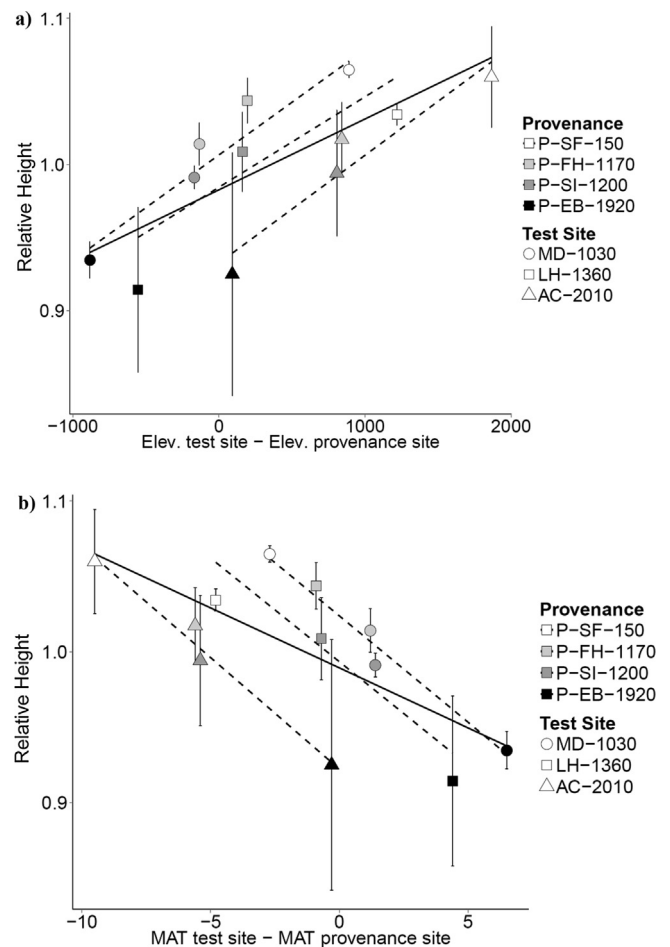 a)
1.1
1.0
0.9
Relative Height
−1000
0
1000
2000
Elev. test site − Elev. provenance site
Provenance
P−SF−150
P−FH−1170
P−SI−1200
P−EB−1920
Test Site
MD−1030
LH−1360
AC−2010
b)
1.1
1.0
0.9
Relative Height
−10
−5
0
5
MAT test site − MAT provenance site
Provenance
P−SF−150
P−FH−1170
P−SI−1200
P−EB−1920
Test Site
MD−1030
LH−1360
AC−2010